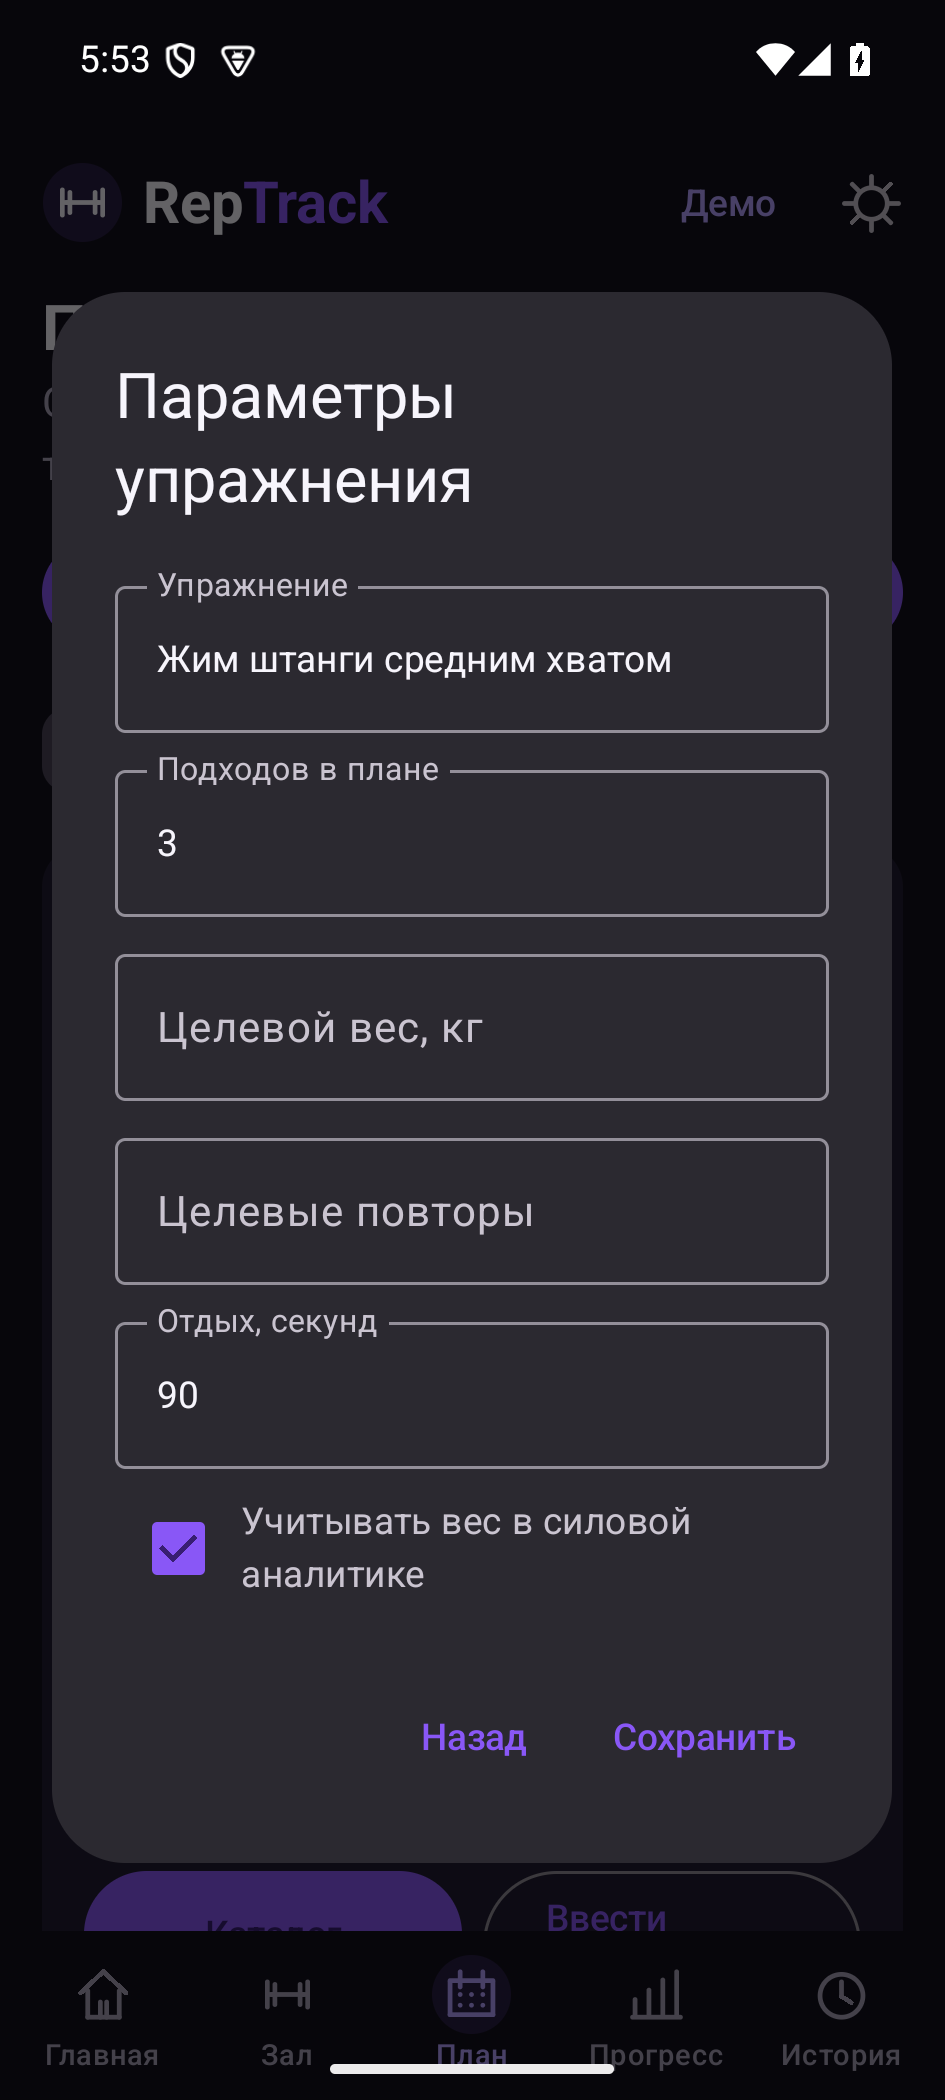 5:53
RepTrack
Демо
Параметры
упражнения
Упражнение
Жим штанги средним хватом
Подходов в плане
3
Целевой вес, кг
Целевые повторы
Отдых, секунд
90
Учитывать вес в силовой
аналитике
Назад
Сохранить
Ввести
Главная
Зал
План
Прогресс
История